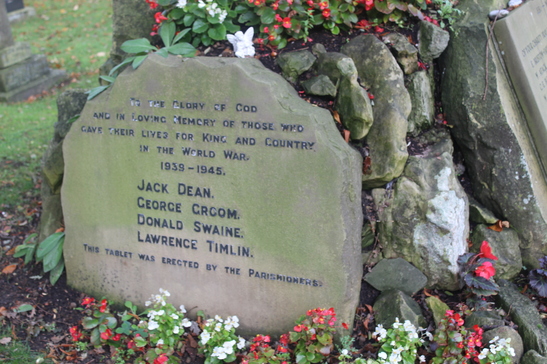 To the Glory of God
and in loving Memory of those who
gave their lives for King and Country
in the World War.
1939-1945.
Jack Dean.
George Groom.
Donald Swaine.
Lawrence Timlin.
This tablet was erected by the Parishioners.